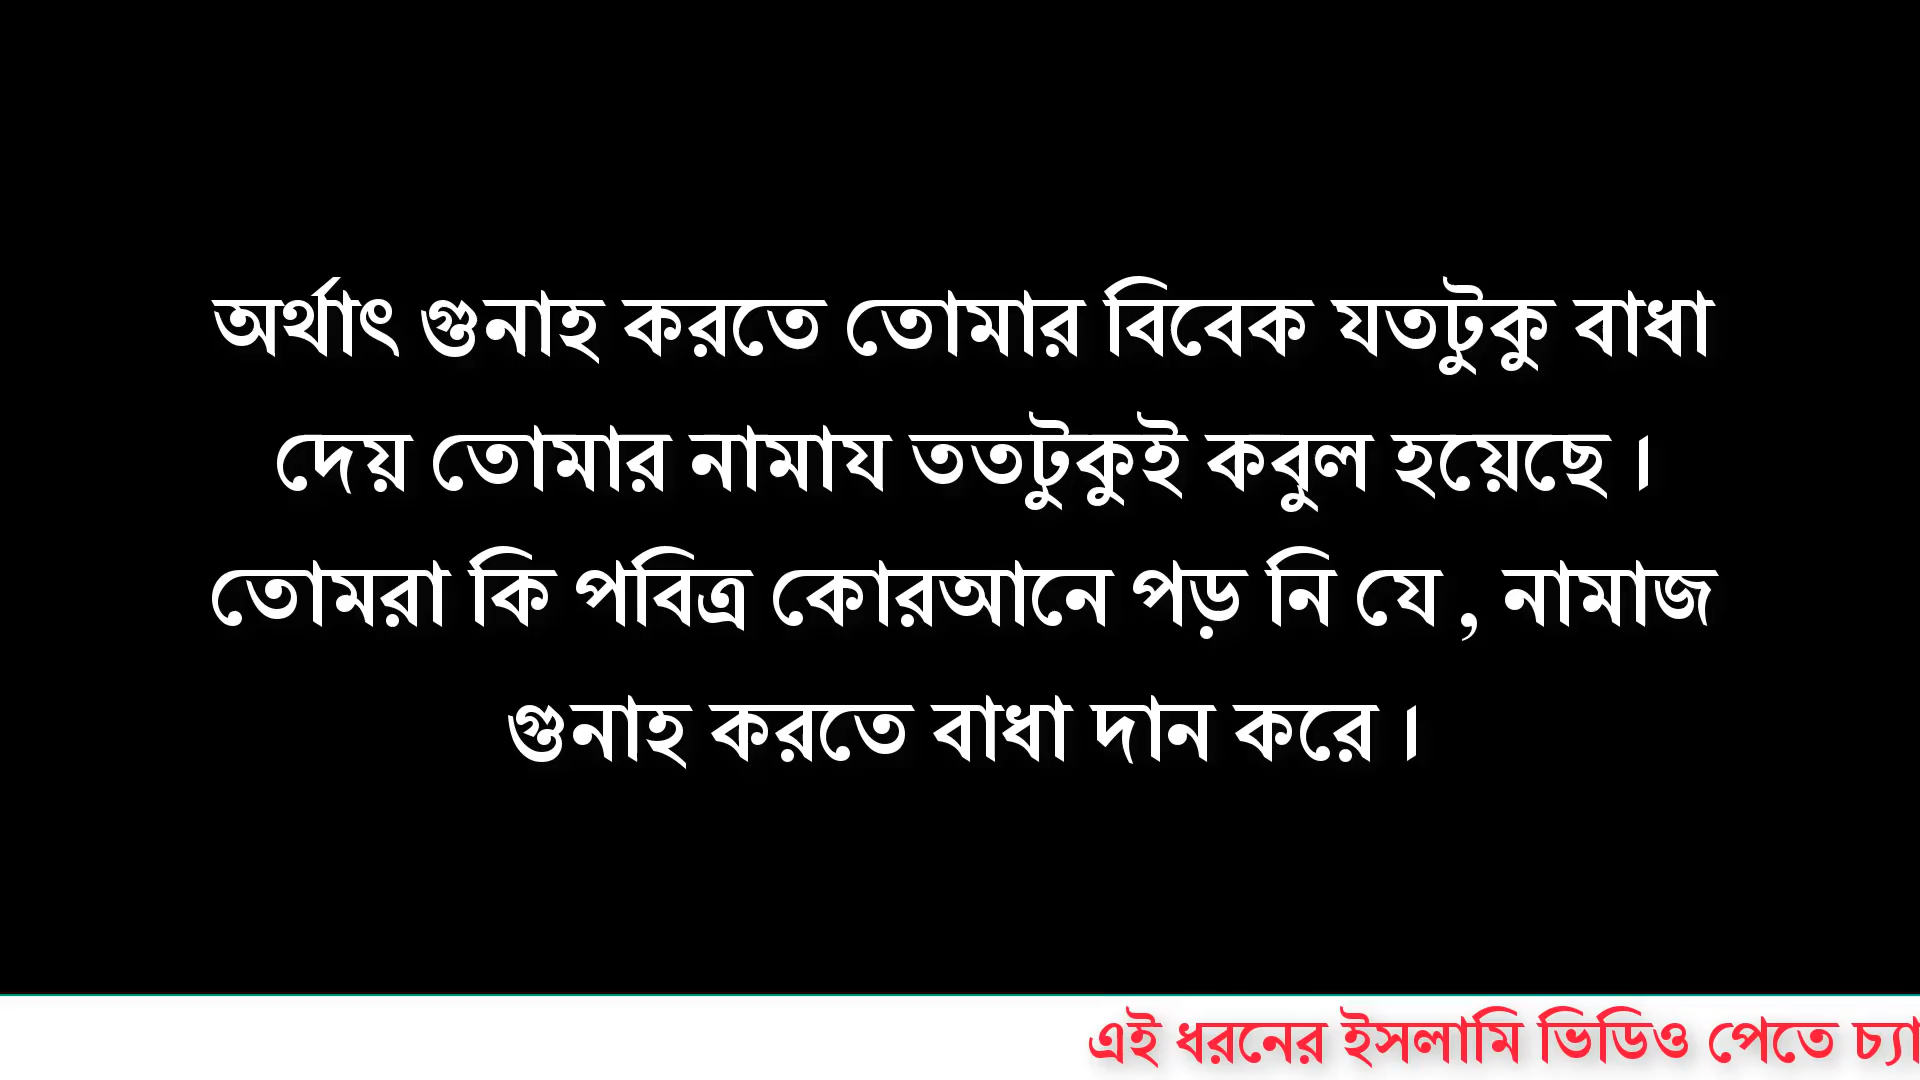 অর্থাৎ গুনাহ করতে তোমার বিবেক যতটুকু বাধা
দেয় তোমার নামায ততটুকুই কবুল হয়েছে ।
তোমরা কি পবিত্র কোরআনে পড় নি যে , নামাজ
গুনাহ করতে বাধা দান করে ।
এই ধরনের ইসলামি ভিডিও পেতে চ্যা